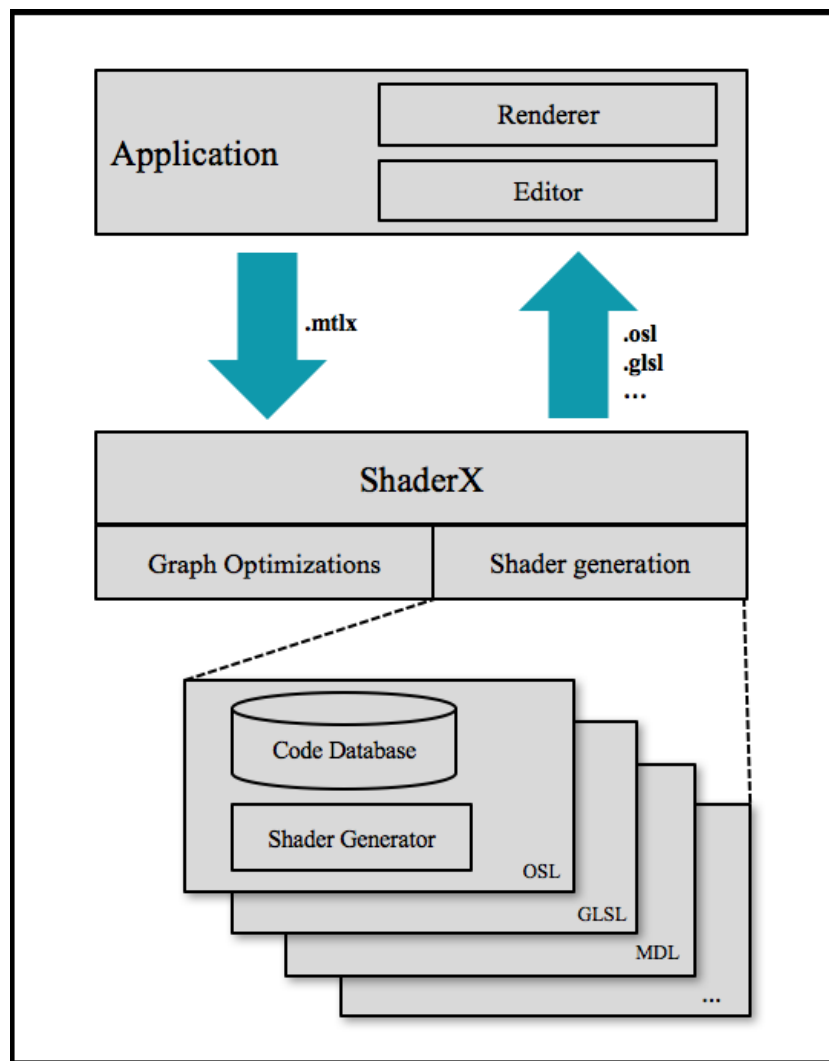 Renderer
Application
Editor
.mtlx
.osl
.glsl
...
ShaderX
Graph Optimizations
Shader generation
Code Database
Shader Generator
OSL
GLSL
MDL
...